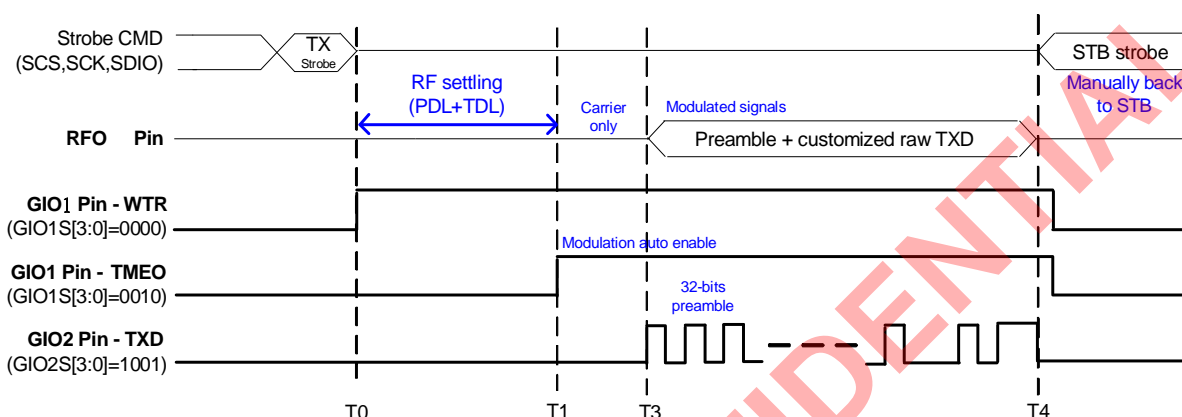 Strobe CMD
(SCS,SCK,SDIO)
TX
Strobe
STB strobe
RF settling
(PDL+TDL)
Carrier
only
Modulated signals
Manually back
to STB
RFO Pin
Preamble + customized raw TXD
GIO1 Pin - WTR
(GIO1S[3:0]=0000)
Modulation auto enable
GIO1 Pin - TMEO
(GIO1S[3:0]=0010)
32-bits
preamble
GIO2 Pin - TXD
(GIO2S[3:0]=1001)
T0 T1 T3 T4
FIDENTIAL